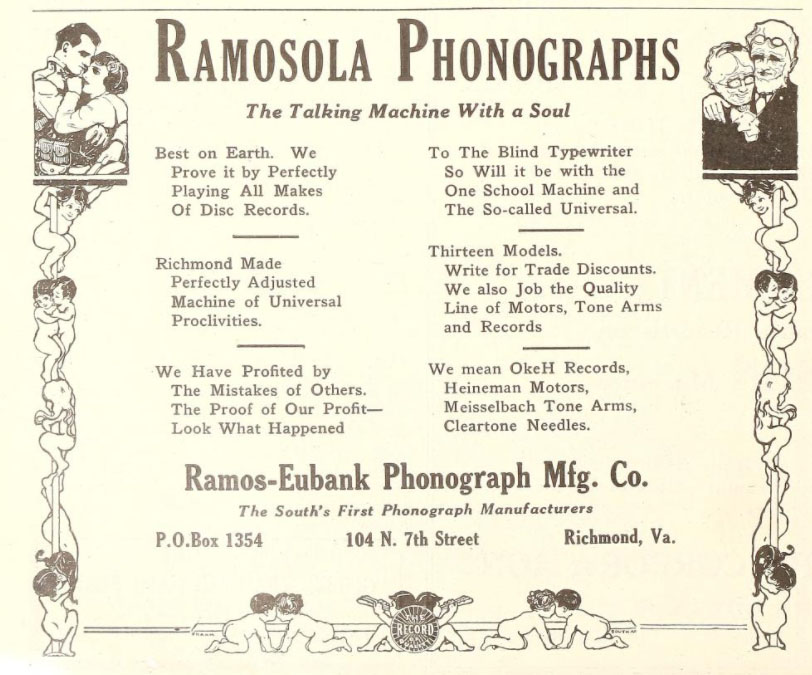 RAMOSOLA PHONOGRAPHS
The Talking Machine With a Soul
Best on Earth. We
Prove it by Perfectly
Playing All Makes
Of Disc Records.
Richmond Made
Perfectly Adjusted
Machine of Universal
Proclivities.
We Have Profited by
The Mistakes of Others.
The Proof of Our Profit—
Look What Happened
To The Blind Typewriter
So Will it be with the
One School Machine and
The So-called Universal.
Thirteen Models.
Write for Trade Discounts.
We also Job the Quality
Line of Motors, Tone Arms
and Records
We mean OkeH Records,
Heineman Motors,
Meisselbach Tone Arms,
Cleartone Needles.
Ramos-Eubank Phonograph Mfg. Co.
The South's First Phonograph Manufacturers
P.O.Box 1354 104 N. 7th Street Richmond, Va.
THE
RECORD